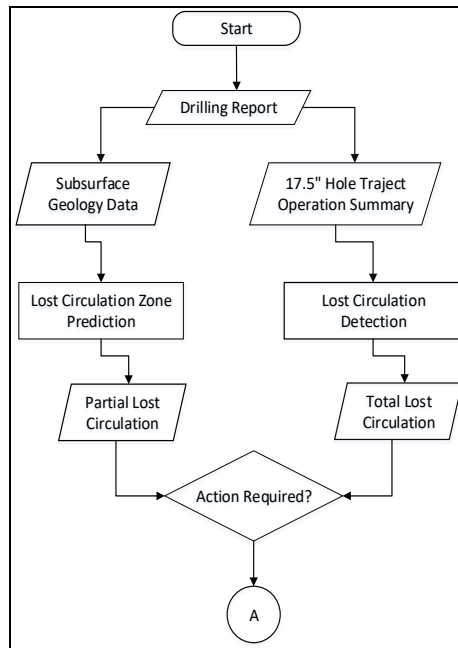 Start
Drilling Report
Subsurface
Geology Data
17.5" Hole Traject
Operation Summary
Lost Circulation Zone
Prediction
Lost Circulation
Detection
Partial Lost
Circulation
Total Lost
Circulation
Action Required?
A